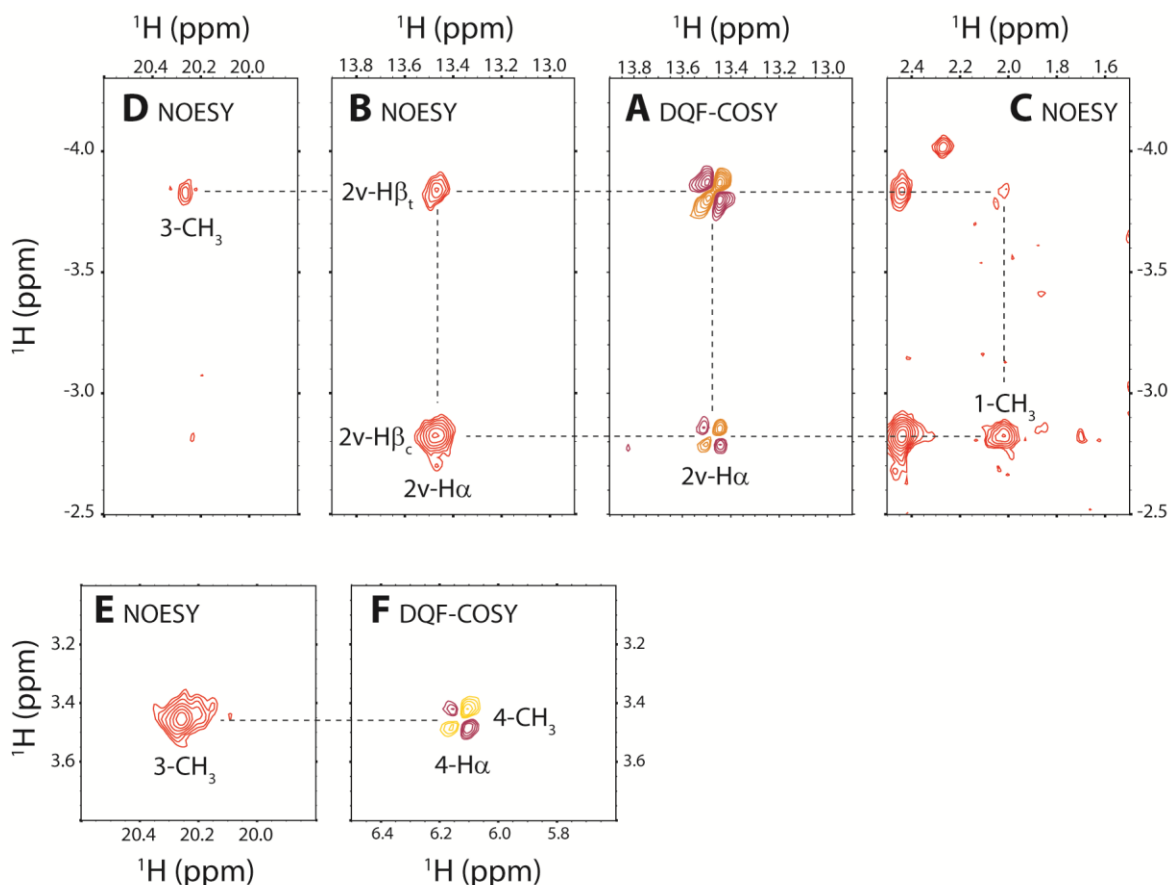 ¹H (ppm) ¹H (ppm) ¹H (ppm) ¹H (ppm)
20.4 20.2 20.0 13.8 13.6 13.4 13.2 13.0 13.8 13.6 13.4 13.2 13.0 2.4 2.2 2.0 1.8 1.6
D NOESY B NOESY A DQF-COSY C NOESY
-4.0 -4.0
2v-Hβt
3-CH₃
-3.5 -3.5
¹H (ppm)
-3.0 -3.0
1-CH₃
2v-Hβc
2v-Hα 2v-Hα
-2.5 -2.5
E NOESY F DQF-COSY
3.2 3.2
3.4 3.4
4-CH₃
¹H (ppm) ¹H (ppm)
3.6 3.6
3-CH₃ 4-Hα
20.4 20.2 20.0 6.4 6.2 6.0 5.8
¹H (ppm) ¹H (ppm)